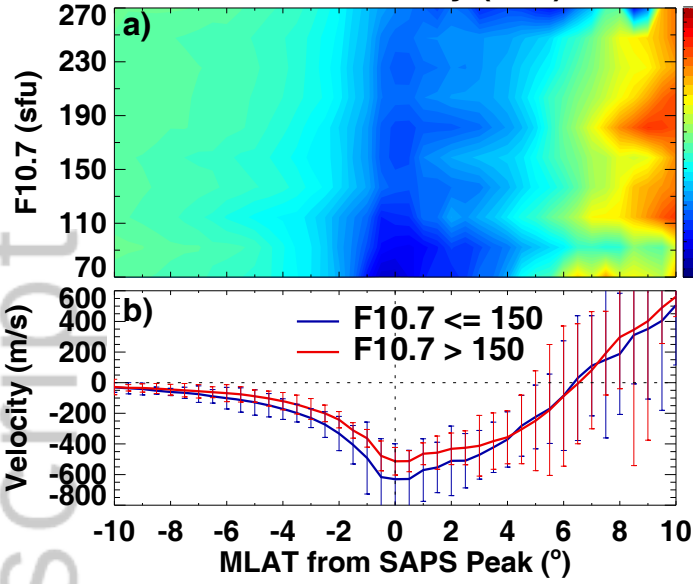 a)
270
230
190
150
110
70
F10.7 (sfu)
b)
F10.7 <= 150
F10.7 > 150
600
400
200
0
-200
-400
-600
-800
Velocity (m/s)
-10 -8 -6 -4 -2 0 2 4 6 8 10
MLAT from SAPS Peak (°)